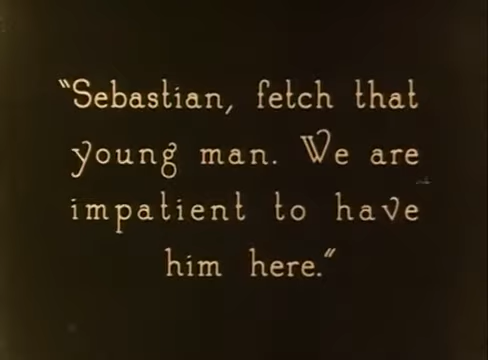 “Sebastian, fetch that
young man. We are
impatient to have
him here.”